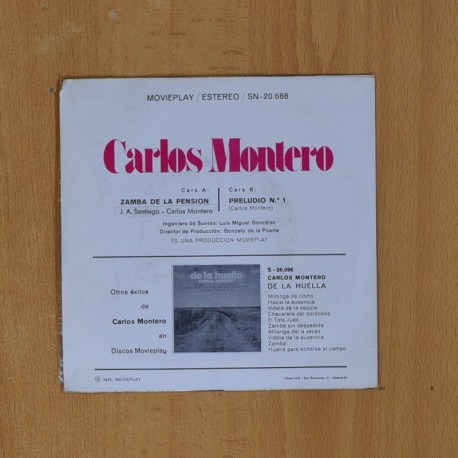 MOVIEPLAY / ESTEREO / SN-20.688
Carlos Montero
Cara A:
ZAMBA DE LA PENSION
J. A. Santiago - Carlos Montero
Cara B:
PRELUDIO N.° 1
(Carlos Montero)
Ingeniero de Sonido: Luis Miguel González
Director de Producción: Gonzalo de la Puerta
ES UNA PRODUCCION MOVIEPLAY
Otros éxitos
de
Carlos Montero
en
Discos Movieplay
de la huella
S - 26.096
CARLOS MONTERO
DE LA HUELLA
Milonga de otoño
Hacia la ausencia
Vidala de la sequía
Chacarera del cordobés
El Tata Juan
Zamba sin despedida
Milonga del a veces
Vidala de la ausencia
Zamba
Huella para echarse al campo
MOVIEPLAY